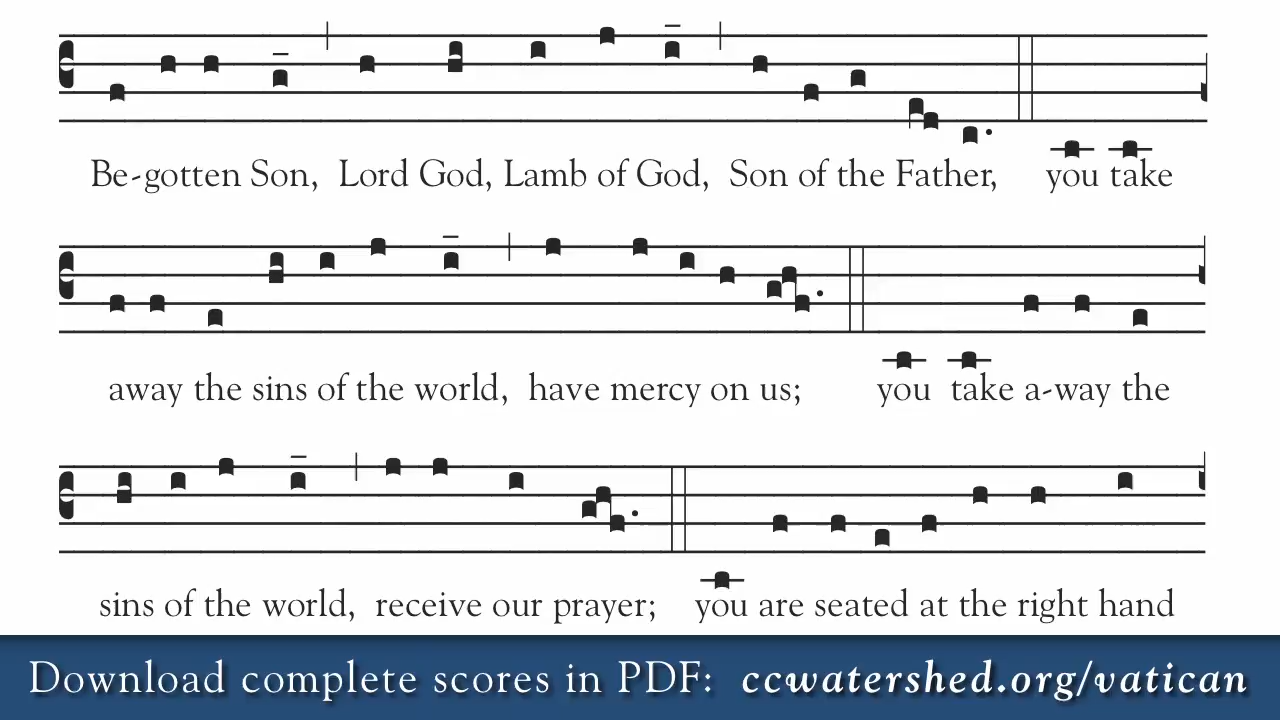 Be-gotten Son, Lord God, Lamb of God, Son of the Father, you take
away the sins of the world, have mercy on us; you take a-way the
sins of the world, receive our prayer; you are seated at the right hand
Download complete scores in PDF: ccwatershed.org/vatican